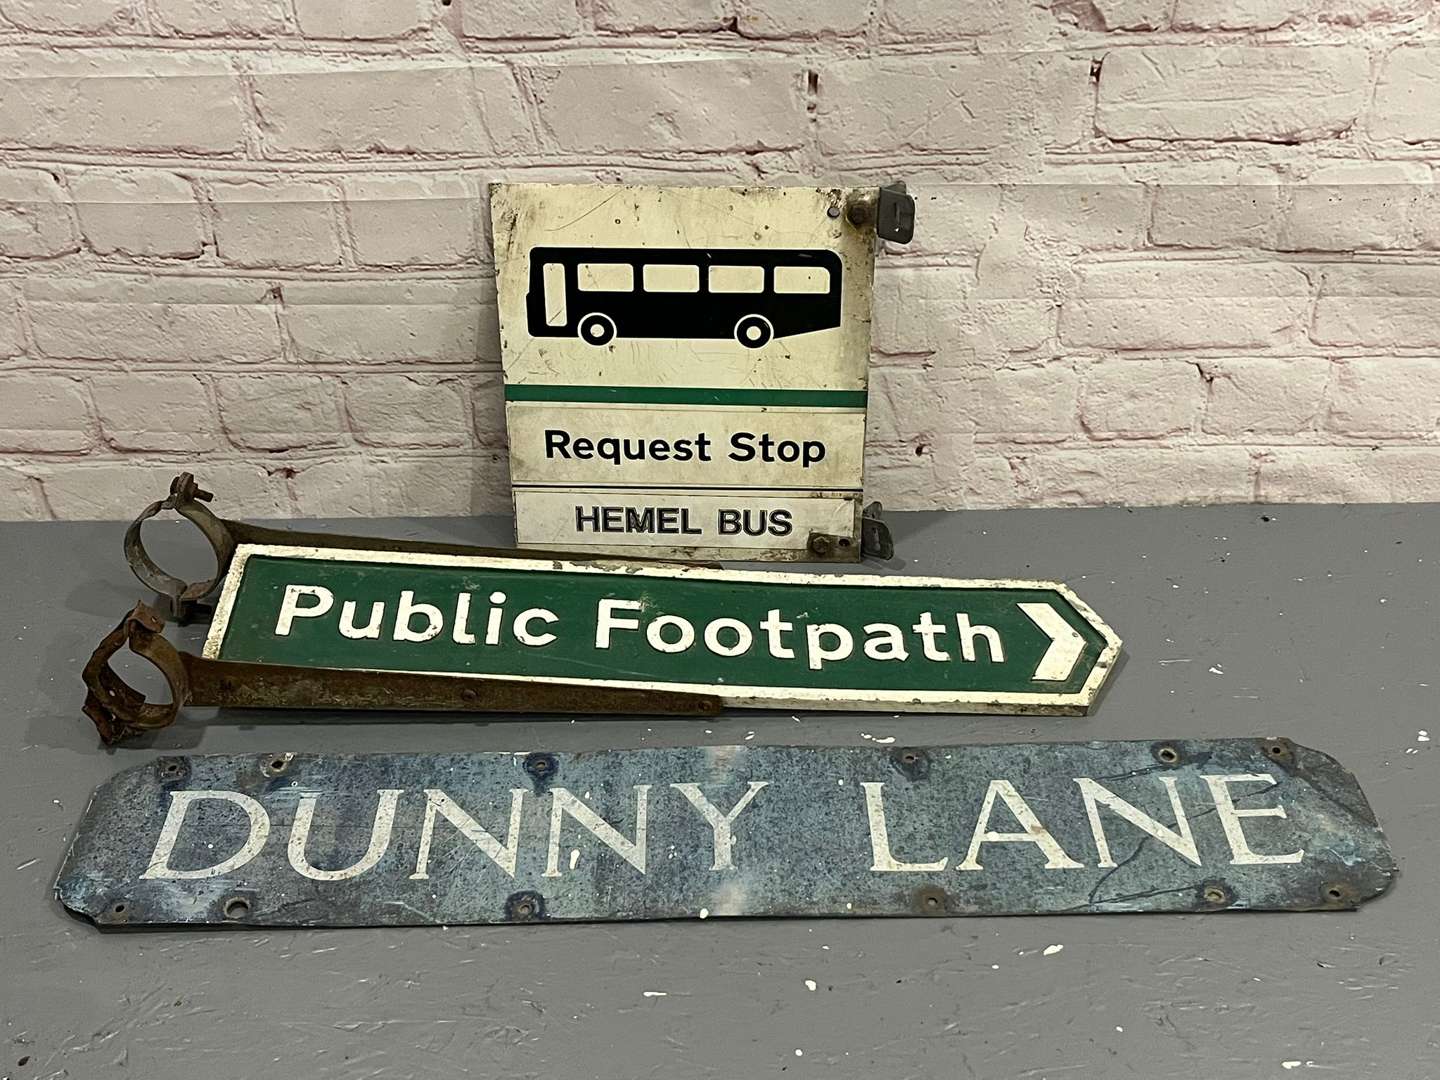 Request Stop
HEMEL BUS
Public Footpath
DUNNY LANE